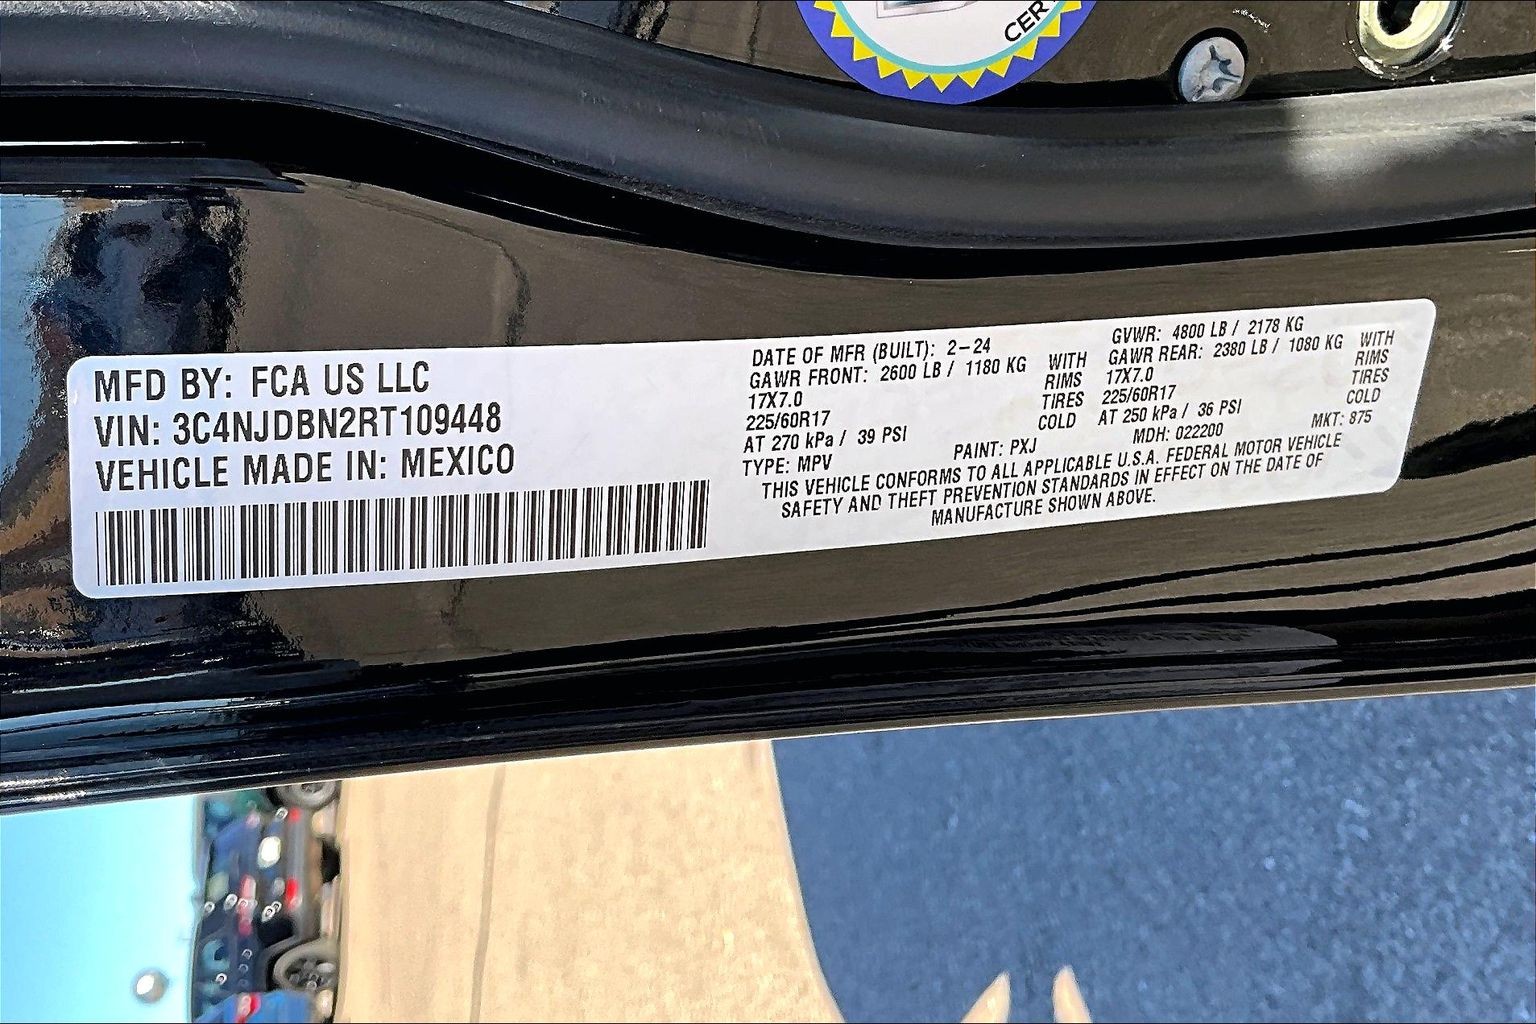 CER
MFD BY: FCA US LLC
VIN: 3C4NJDBN2RT109448
VEHICLE MADE IN: MEXICO
DATE OF MFR (BUILT): 2-24
GAWR FRONT: 2600 LB / 1180 KG WITH
17X7.0 RIMS
225/60R17 TIRES
AT 270 kPa / 39 PSI COLD
GVWR: 4800 LB / 2178 KG
GAWR REAR: 2380 LB / 1080 KG WITH
17X7.0 RIMS
225/60R17 TIRES
AT 250 kPa / 36 PSI COLD
TYPE: MPV PAINT: PXJ MDH: 022200 MKT: 875
THIS VEHICLE CONFORMS TO ALL APPLICABLE U.S.A. FEDERAL MOTOR VEHICLE
SAFETY AND THEFT PREVENTION STANDARDS IN EFFECT ON THE DATE OF
MANUFACTURE SHOWN ABOVE.